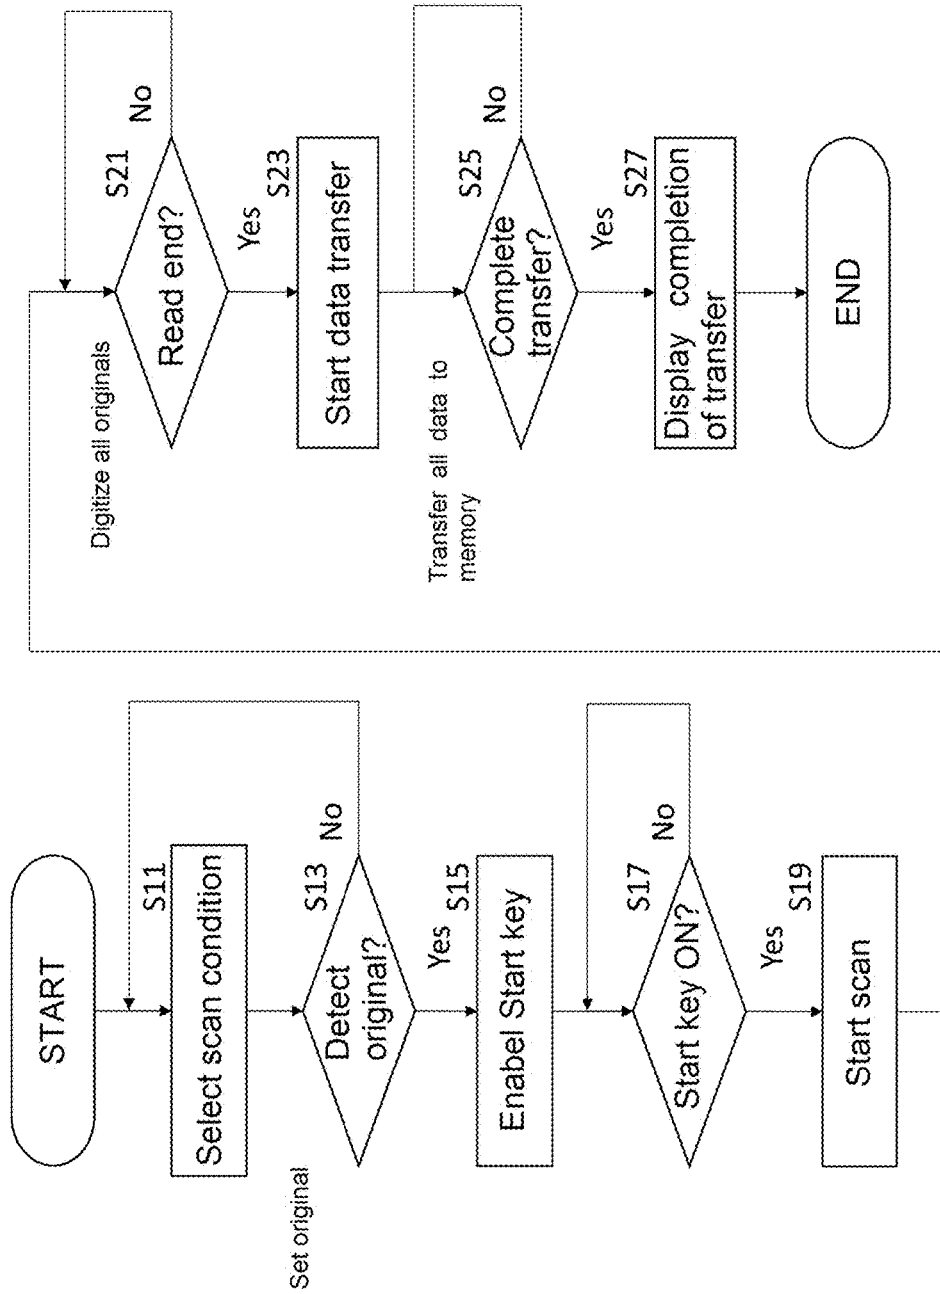 START
S11
Select scan condition
Set original
S13
Detect
original?
No
Yes
S15
Enabel Start key
S17
Start key ON?
No
Yes
S19
Start scan
Digitize all originals
S21
Read end?
No
Yes
S23
Start data transfer
Transfer all data to
memory
S25
Complete
transfer?
No
Yes
S27
Display completion
of transfer
END